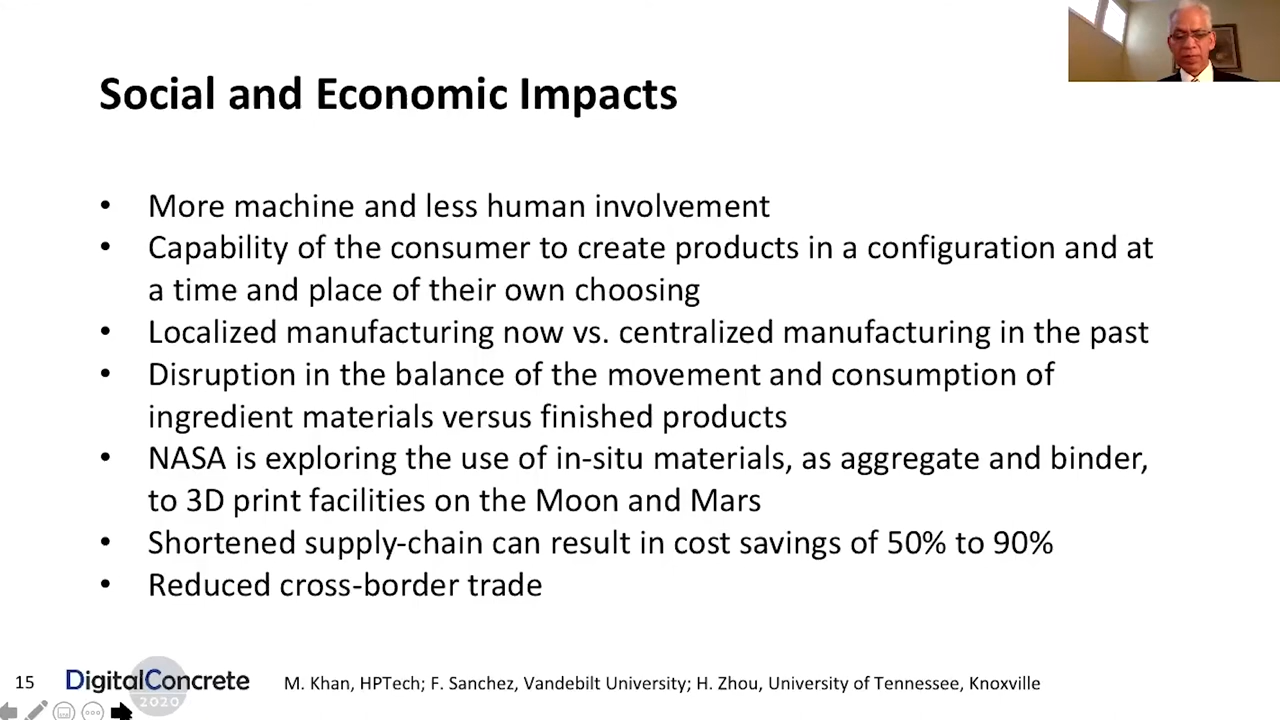 Social and Economic Impacts
• More machine and less human involvement
• Capability of the consumer to create products in a configuration and at
a time and place of their own choosing
• Localized manufacturing now vs. centralized manufacturing in the past
• Disruption in the balance of the movement and consumption of
ingredient materials versus finished products
• NASA is exploring the use of in-situ materials, as aggregate and binder,
to 3D print facilities on the Moon and Mars
• Shortened supply-chain can result in cost savings of 50% to 90%
• Reduced cross-border trade
15
DigitalConcrete
2020
M. Khan, HPTech; F. Sanchez, Vandebilt University; H. Zhou, University of Tennessee, Knoxville